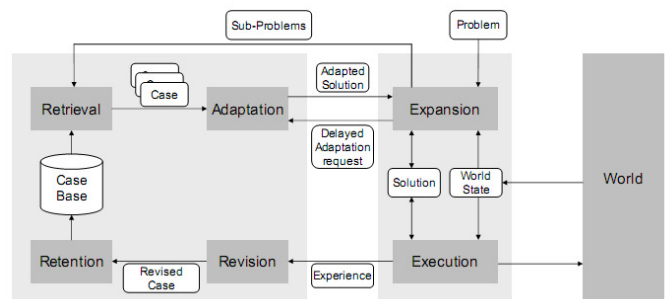 Sub-Problems
Problem
Case
Adapted
Solution
Retrieval
Adaptation
Expansion
Delayed
Adaptation
request
Case
Base
Solution
World
State
World
Retention
Revised
Case
Revision
Experience
Execution